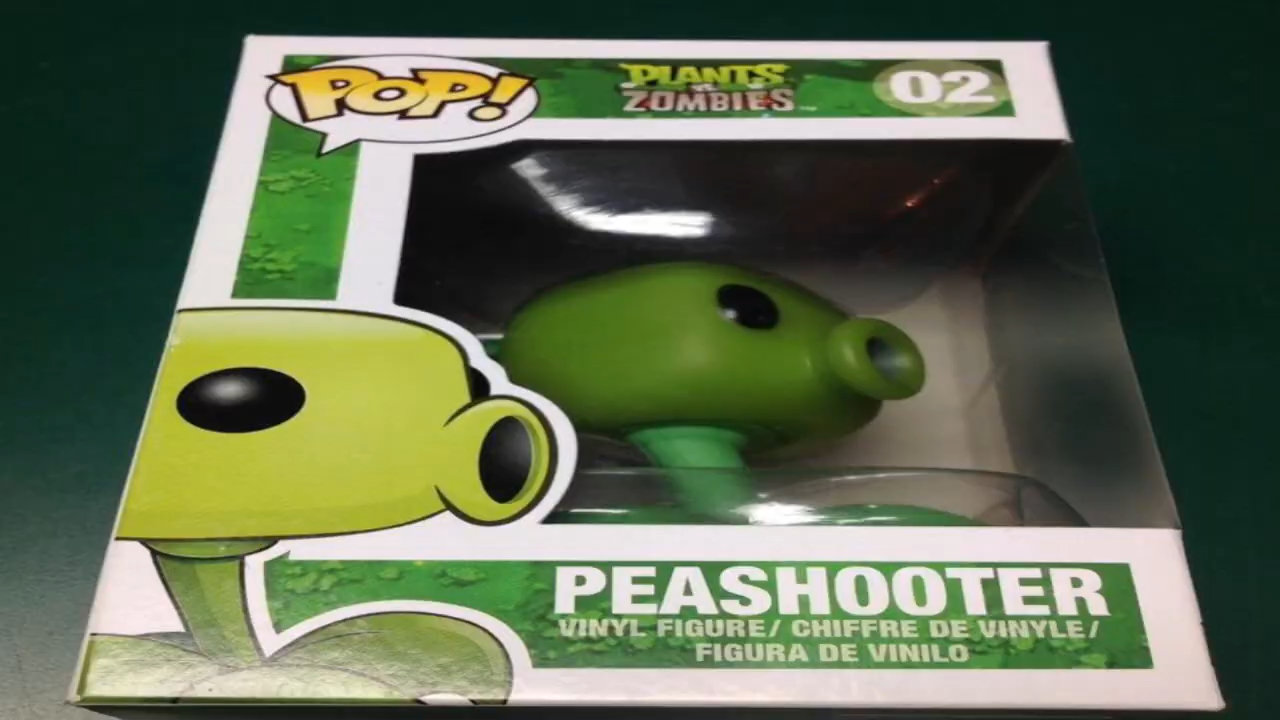 POP!
PLANTS
VS.
ZOMBIES
02
PEASHOOTER
VINYL FIGURE/ CHIFFRE DE VINYLE/
FIGURA DE VINILO